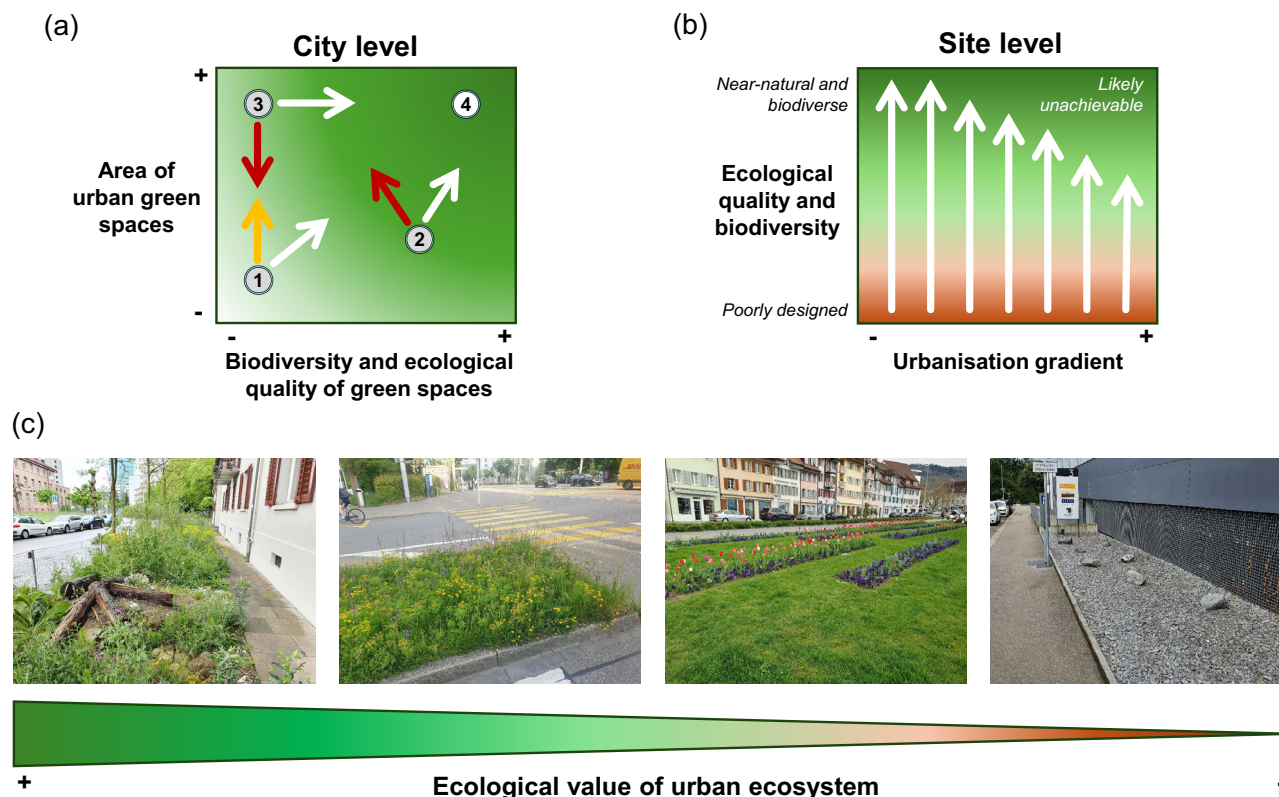 (a)
City level
+
3
4
Area of
urban green
spaces
2
1
-
-
+
Biodiversity and ecological
quality of green spaces
(b)
Site level
Near-natural and
biodiverse
Likely
unachievable
Ecological
quality and
biodiversity
Poorly designed
-
+
Urbanisation gradient
(c)
+
Ecological value of urban ecosystem
-